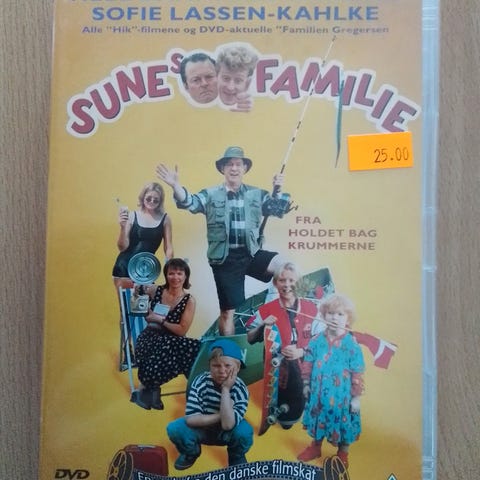 SOFIE LASSEN-KAHLKE
Alle "Hik"-filmene og DVD-aktuelle "Familien Gregersen
SUNES FAMILIE
25.00
FRA
HOLDET BAG
KRUMMERNE
den danske filmskat
DVD